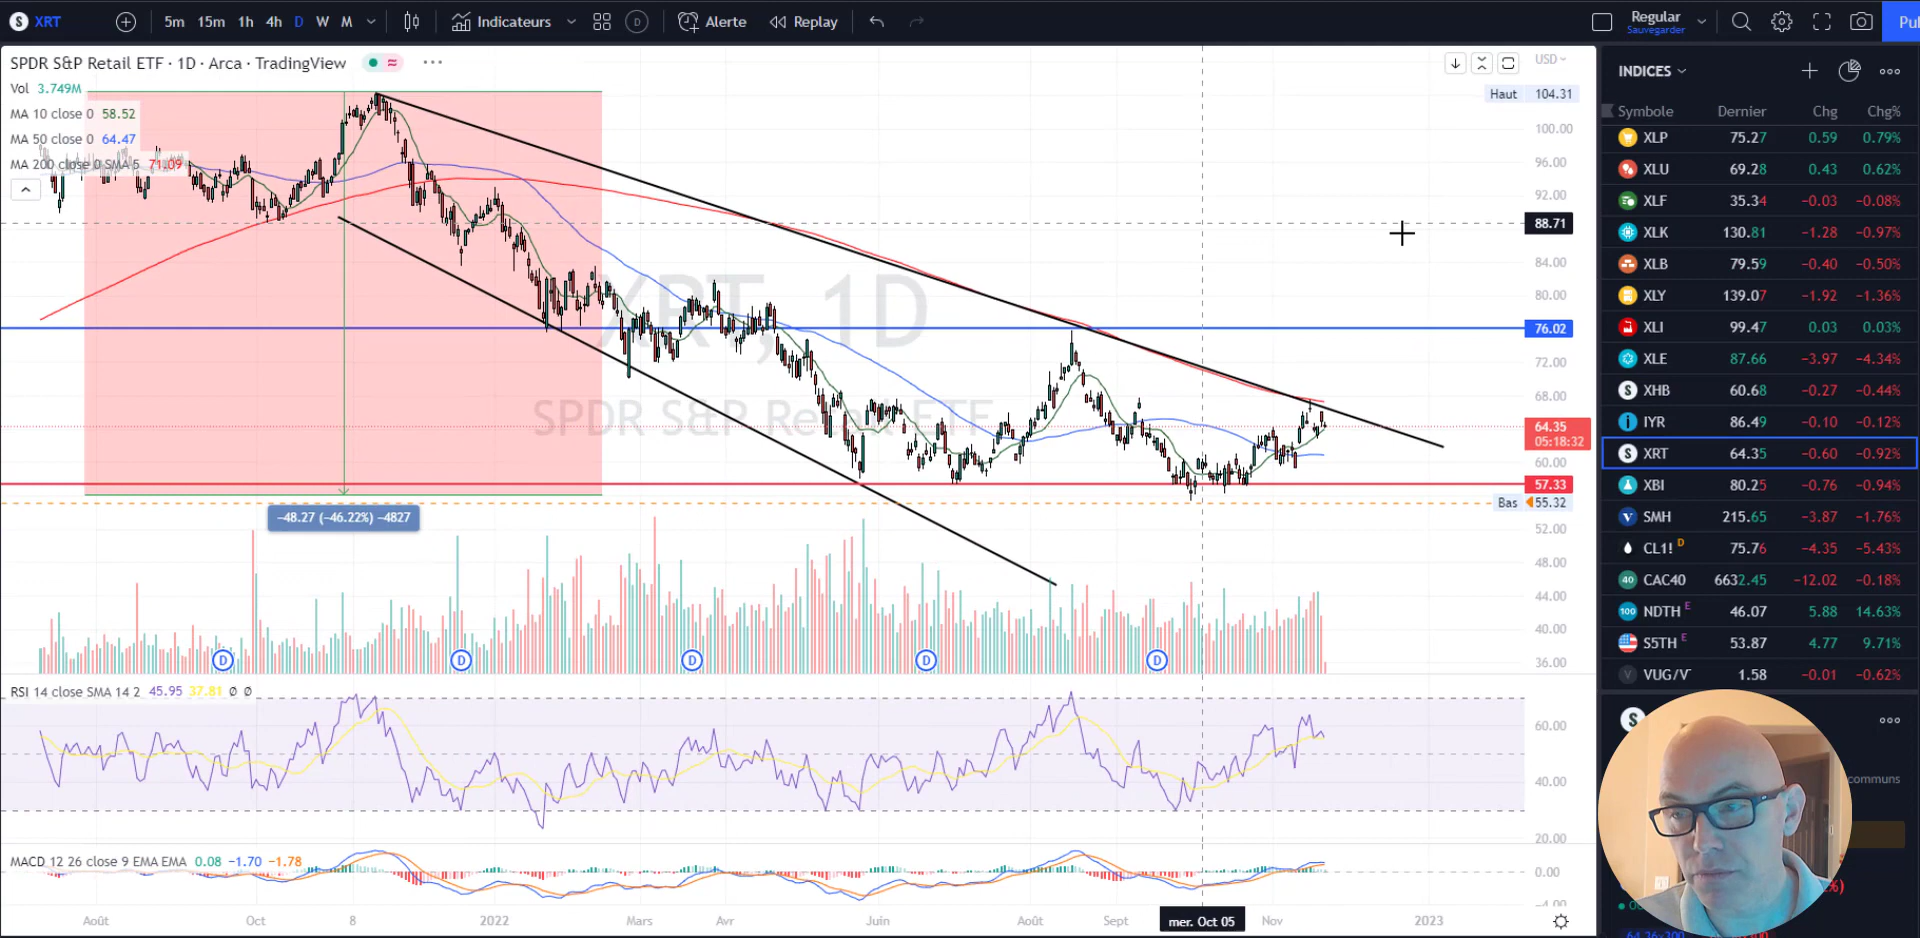 XRT
5m 15m 1h 4h D W M
Indicateurs
D
Alerte
Replay
Regular
Sauvegarder
SPDR S&P Retail ETF · 1D · Arca · TradingView
Vol 3.749M
MA 10 close 0 58.52
MA 50 close 0 64.47
MA 200 close 0 SMA 5 71.09
XRT, 1D
SPDR S&P Retail ETF
−48.27 (−46.22%) −4827
USD
Haut 104.31
100.00
96.00
92.00
88.71
84.00
80.00
76.02
72.00
68.00
64.35
05:18:32
60.00
57.33
Bas 55.32
52.00
48.00
44.00
40.00
36.00
D D D D D
RSI 14 close SMA 14 2 45.95 37.81 Ø Ø
60.00
40.00
20.00
MACD 12 26 close 9 EMA EMA 0.08 −1.70 −1.78
0.00
−4.00
Août Oct 8 2022 Mars Avr Juin Août Sept mer. Oct 05 Nov 2023
INDICES
Symbole Dernier Chg Chg%
XLP 75.27 0.59 0.79%
XLU 69.28 0.43 0.62%
XLF 35.34 −0.03 −0.08%
XLK 130.81 −1.28 −0.97%
XLB 79.59 −0.40 −0.50%
XLY 139.07 −1.92 −1.36%
XLI 99.47 0.03 0.03%
XLE 87.66 −3.97 −4.34%
XHB 60.68 −0.27 −0.44%
IYR 86.49 −0.10 −0.12%
XRT 64.35 −0.60 −0.92%
XBI 80.25 −0.76 −0.94%
SMH 215.65 −3.87 −1.76%
CL1! D 75.76 −4.35 −5.43%
CAC40 6632.45 −12.02 −0.18%
NDTH E 46.07 5.88 14.63%
S5TH E 53.87 4.77 9.71%
VUG/V 1.58 −0.01 −0.62%
communs